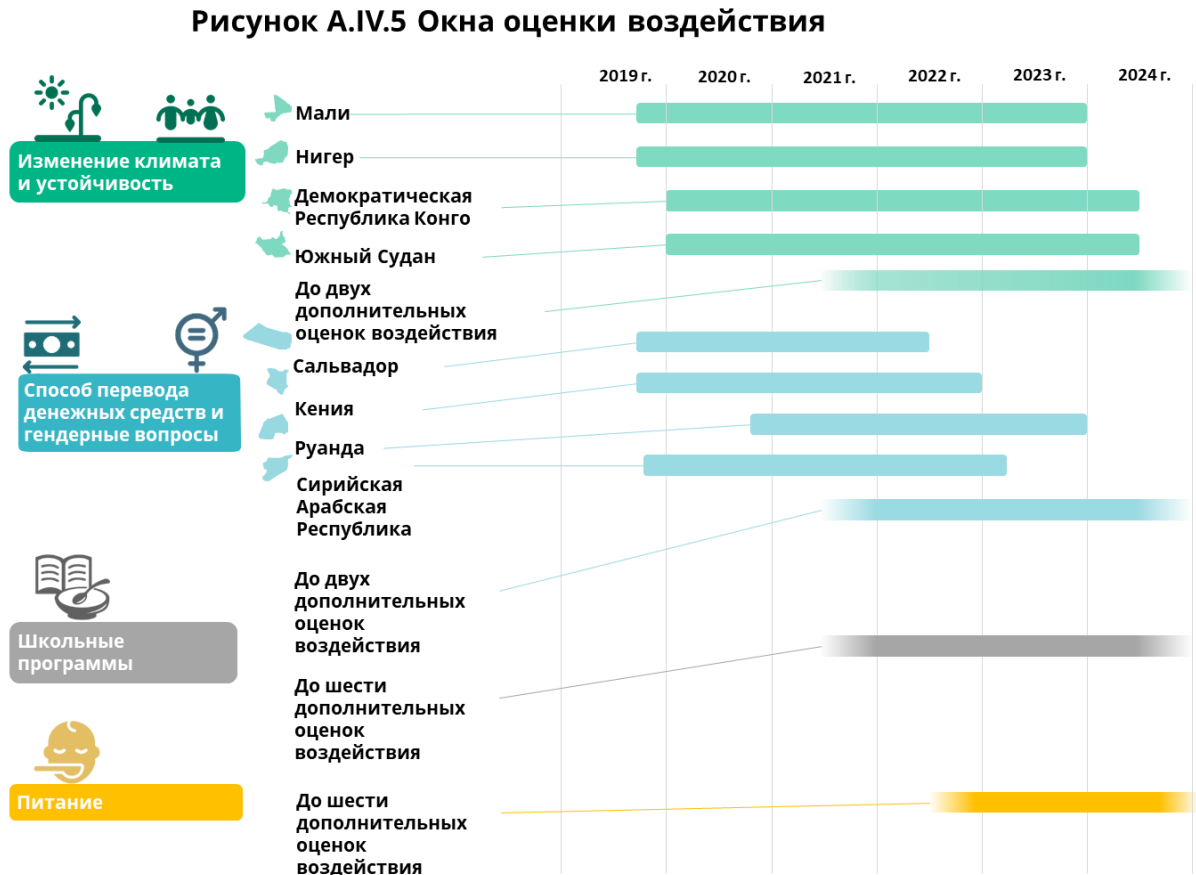 Рисунок A.IV.5 Окна оценки воздействия
2019 г.
2020 г.
2021 г.
2022 г.
2023 г.
2024 г.
Изменение климата
и устойчивость
Мали
Нигер
Демократическая
Республика Конго
Южный Судан
До двух
дополнительных
оценок воздействия
Способ перевода
денежных средств и
гендерные вопросы
Сальвадор
Кения
Руанда
Сирийская
Арабская
Республика
До двух
дополнительных
оценок
воздействия
Школьные
программы
До шести
дополнительных
оценок
воздействия
Питание
До шести
дополнительных
оценок
воздействия